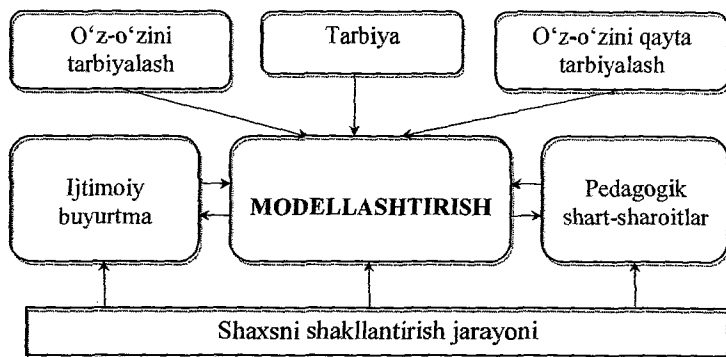 O‘z-o‘zini
tarbiyalash
Tarbiya
O‘z-o‘zini qayta
tarbiyalash
Ijtimoiy
buyurtma
MODELLASHTIRISH
Pedagogik
shart-sharoitlar
Shaxsni shakllantirish jarayoni